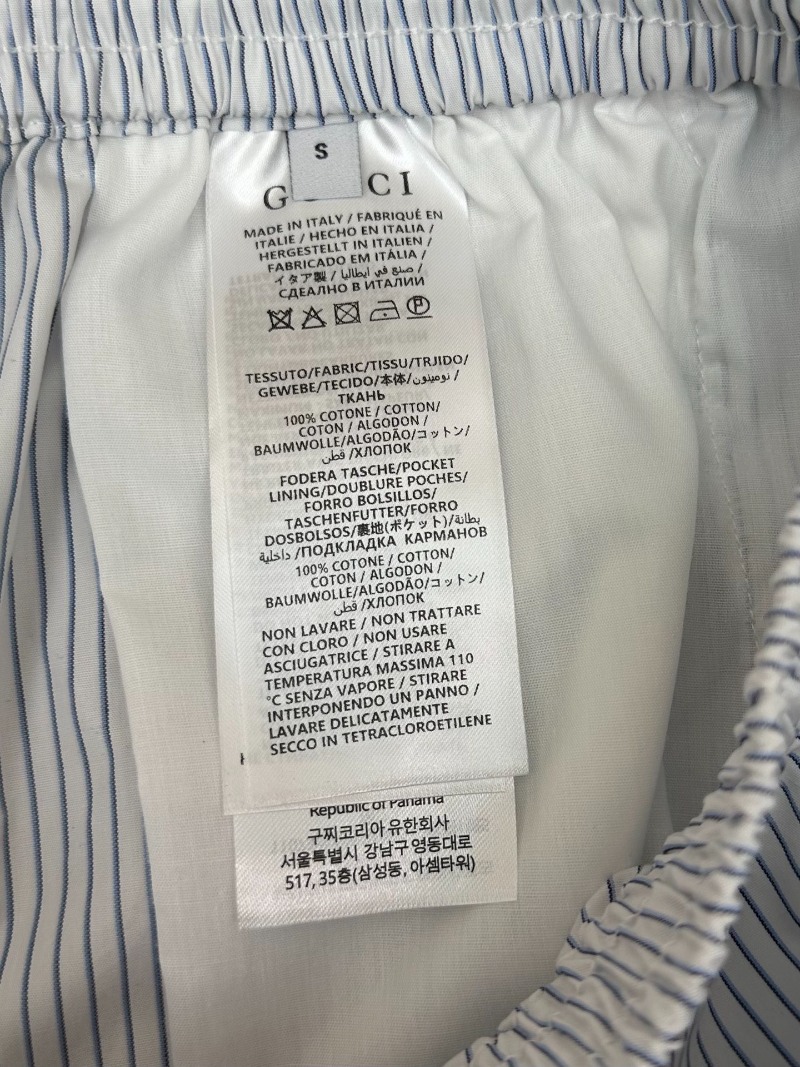 S
G CI
MADE IN ITALY / FABRIQUÉ EN
ITALIE / HECHO EN ITALIA /
HERGESTELLT IN ITALIEN /
FABRICADO EM ITÁLIA /
イタア製 / صنع في ايطاليا /
СДЕАЛНО В ИТАЛИИ
P
TESSUTO/FABRIC/TISSU/TRJIDO/
GEWEBE/TECIDO/本体/نومينون /
ТКАНЬ
100% COTONE / COTTON/
COTON / ALGODON /
BAUMWOLLE/ALGODÃO/コットン/
قطن /ХЛОПОК
FODERA TASCHE/POCKET
LINING/DOUBLURE POCHES/
FORRO BOLSILLOS/
TASCHENFUTTER/FORRO
DOSBOLSOS/裏地(ポケット)/بطانة
داخلية /ПОДКЛАДКА КАРМАНОВ
100% COTONE / COTTON/
COTON / ALGODON /
BAUMWOLLE/ALGODÃO/コットン/
قطن /ХЛОПОК
NON LAVARE / NON TRATTARE
CON CLORO / NON USARE
ASCIUGATRICE / STIRARE A
TEMPERATURA MASSIMA 110
°C SENZA VAPORE / STIRARE
INTERPONENDO UN PANNO /
LAVARE DELICATAMENTE
SECCO IN TETRACLOROETILENE
Republic of Panama
구찌코리아유한회사
서울특별시 강남구 영동대로
517, 35층(삼성동, 아셈타워)